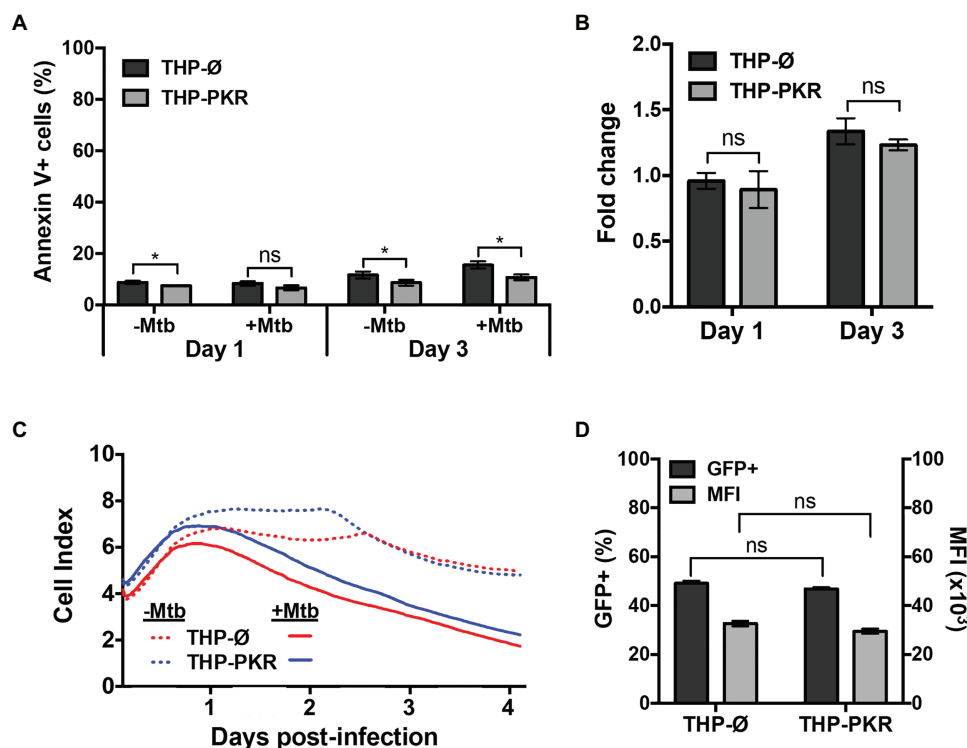 A
Annexin V+ cells (%)
100
80
60
40
20
0
THP-Ø
THP-PKR
*
ns
*
*
-Mtb
+Mtb
-Mtb
+Mtb
Day 1
Day 3
B
Fold change
2.0
1.5
1.0
0.5
0.0
THP-Ø
THP-PKR
ns
ns
Day 1
Day 3
C
Cell Index
10
8
6
4
2
0
-Mtb
+Mtb
THP-Ø
THP-PKR
1
2
3
4
Days post-infection
D
GFP+ (%)
100
80
60
40
20
0
GFP+
MFI
ns
ns
100
80
60
40
20
0
MFI (x10³)
THP-Ø
THP-PKR